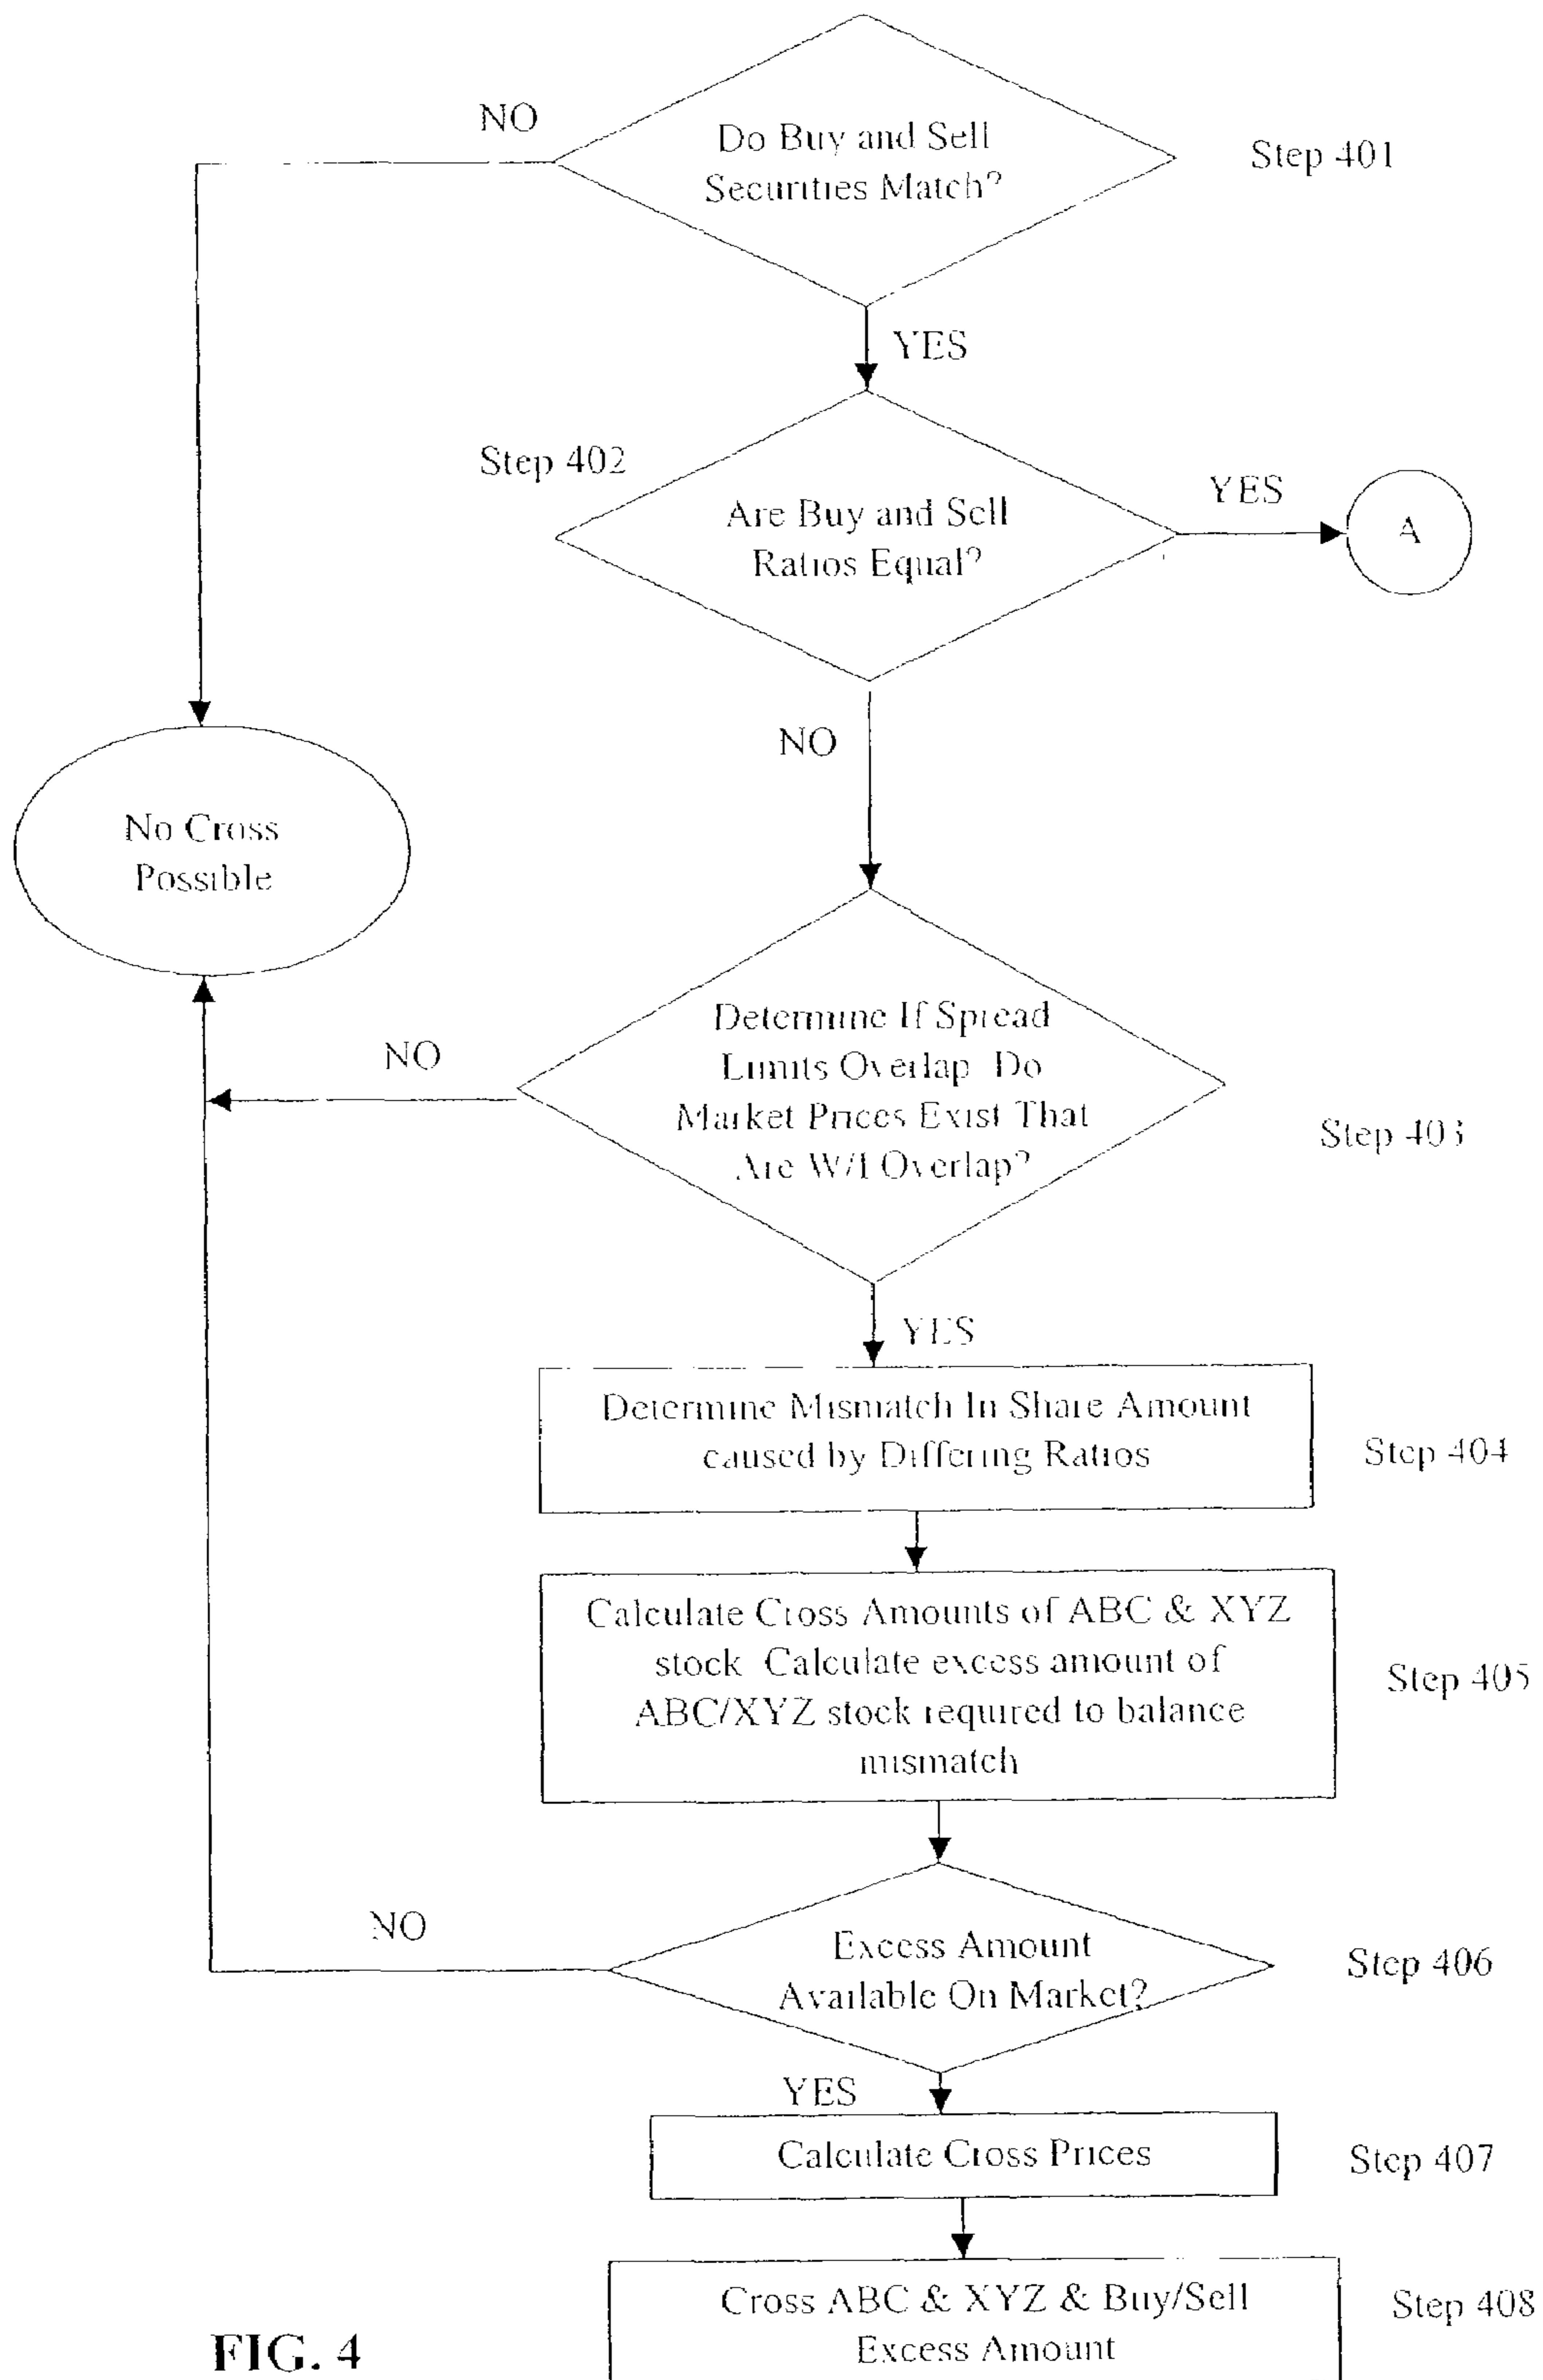 NO
Do Buy and Sell
Securities Match?
Step 401
YES
Step 402
Are Buy and Sell
Ratios Equal?
YES
A
NO
No Cross
Possible
Determine If Spread
Limits Overlap Do
Market Prices Exist That
Are W/I Overlap?
NO
Step 403
YES
Determine Mismatch In Share Amount
caused by Differing Ratios
Step 404
Calculate Cross Amounts of ABC & XYZ
stock Calculate excess amount of
ABC/XYZ stock required to balance
mismatch
Step 405
NO
Excess Amount
Available On Market?
Step 406
YES
Calculate Cross Prices
Step 407
Cross ABC & XYZ & Buy/Sell
Excess Amount
Step 408
FIG. 4